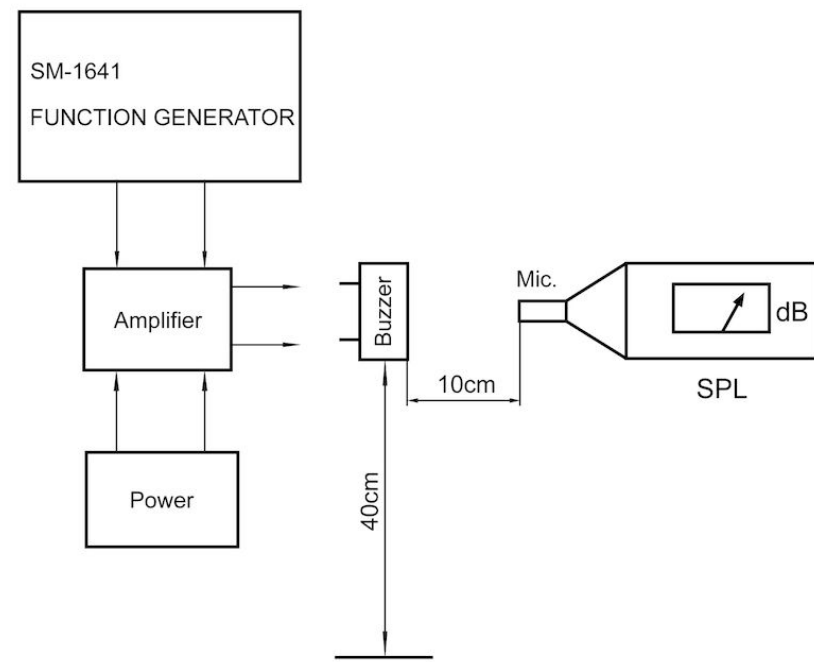 SM-1641
FUNCTION GENERATOR
Amplifier
Buzzer
Mic.
dB
10cm
SPL
Power
40cm